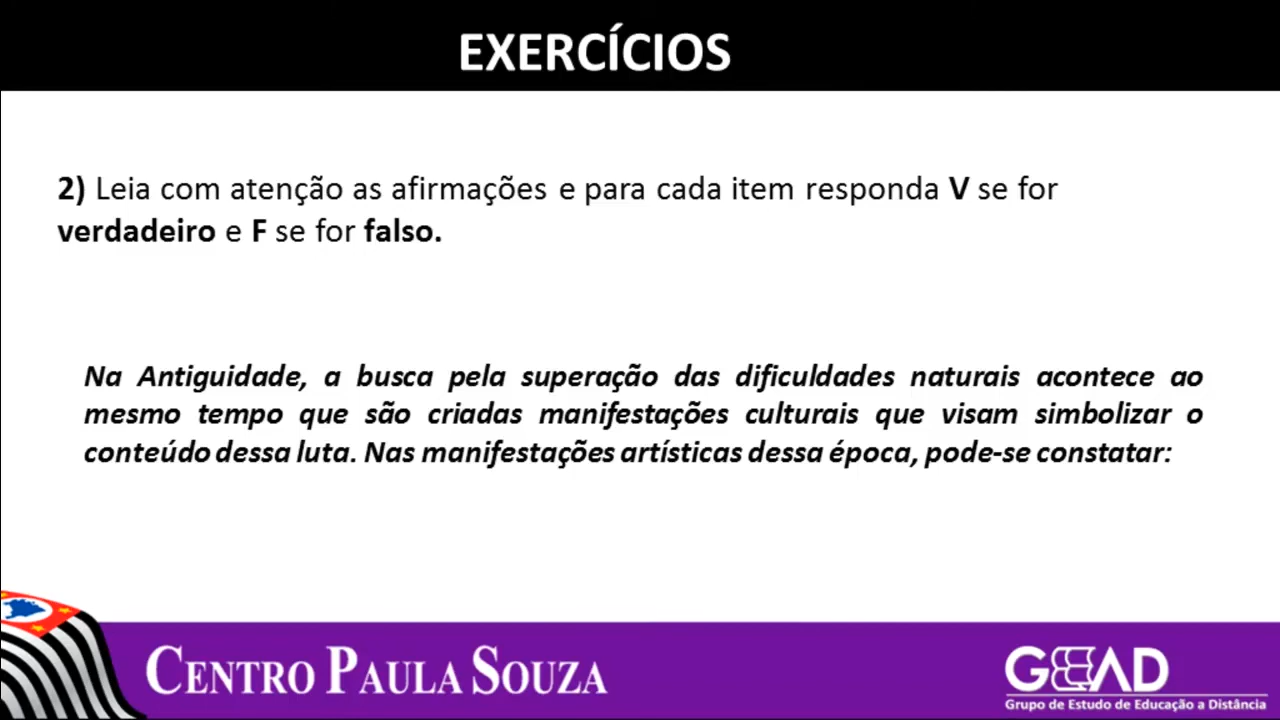 EXERCÍCIOS
2) Leia com atenção as afirmações e para cada item responda V se for
verdadeiro e F se for falso.
Na Antiguidade, a busca pela superação das dificuldades naturais acontece ao
mesmo tempo que são criadas manifestações culturais que visam simbolizar o
conteúdo dessa luta. Nas manifestações artísticas dessa época, pode-se constatar:
CENTRO PAULA SOUZA
GEEAD
Grupo de Estudo de Educação a Distância